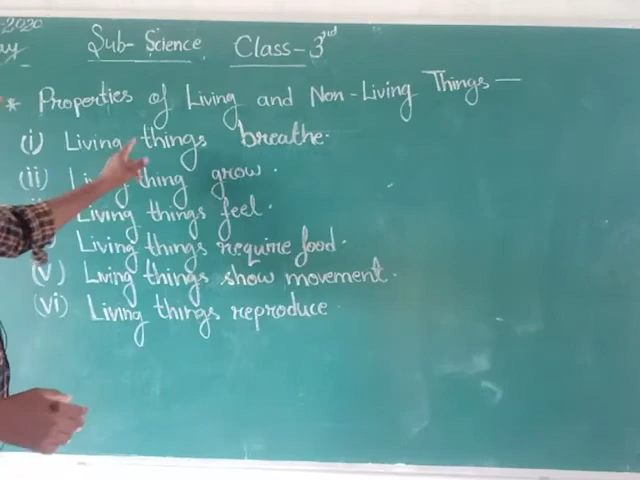 -2020
Sub- Science Class-3rd
* Properties of Living and Non-Living Things —
(i) Living things breathe.
(ii) Living thing grow.
Living things feel.
Living things require food.
(v) Living things show movement.
(vi) Living things reproduce.